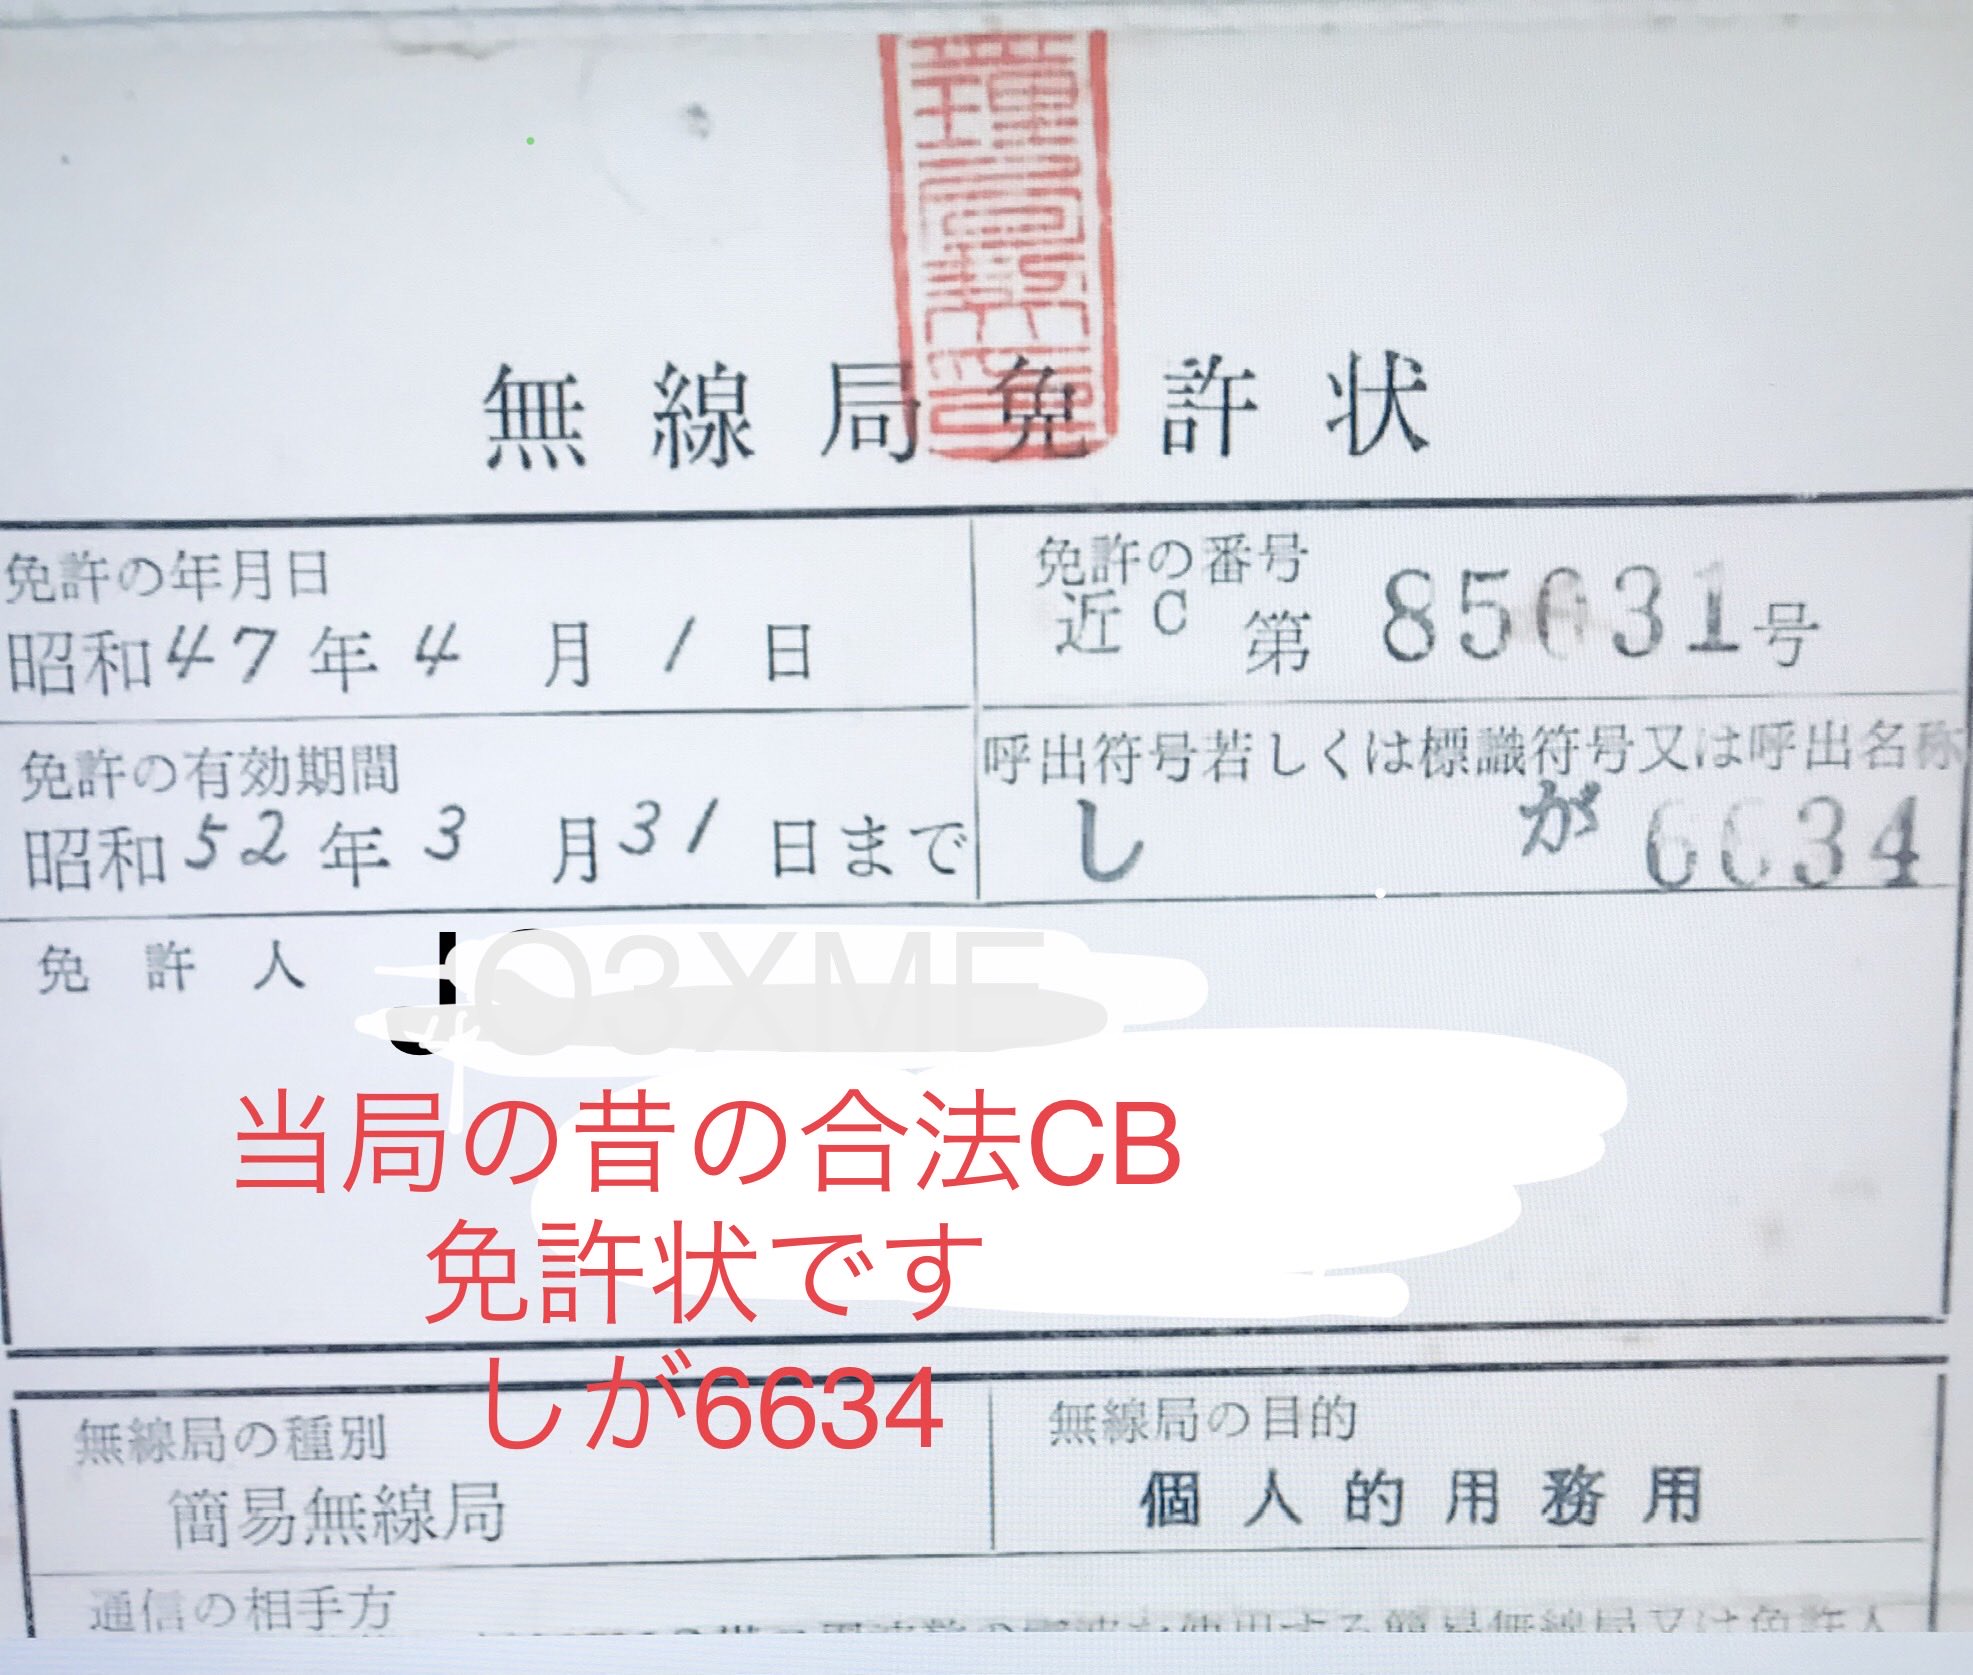 無線局免許状
免許の年月日
昭和47年4月1日
免許の番号
近C第85031号
免許の有効期間
昭和52年3月31日まで
呼出符号若しくは標識符号又は呼出名称
しが6634
免許人
当局の昔の合法CB
免許状です
しが6634
無線局の種別
簡易無線局
無線局の目的
個人的用務用
通信の相手方